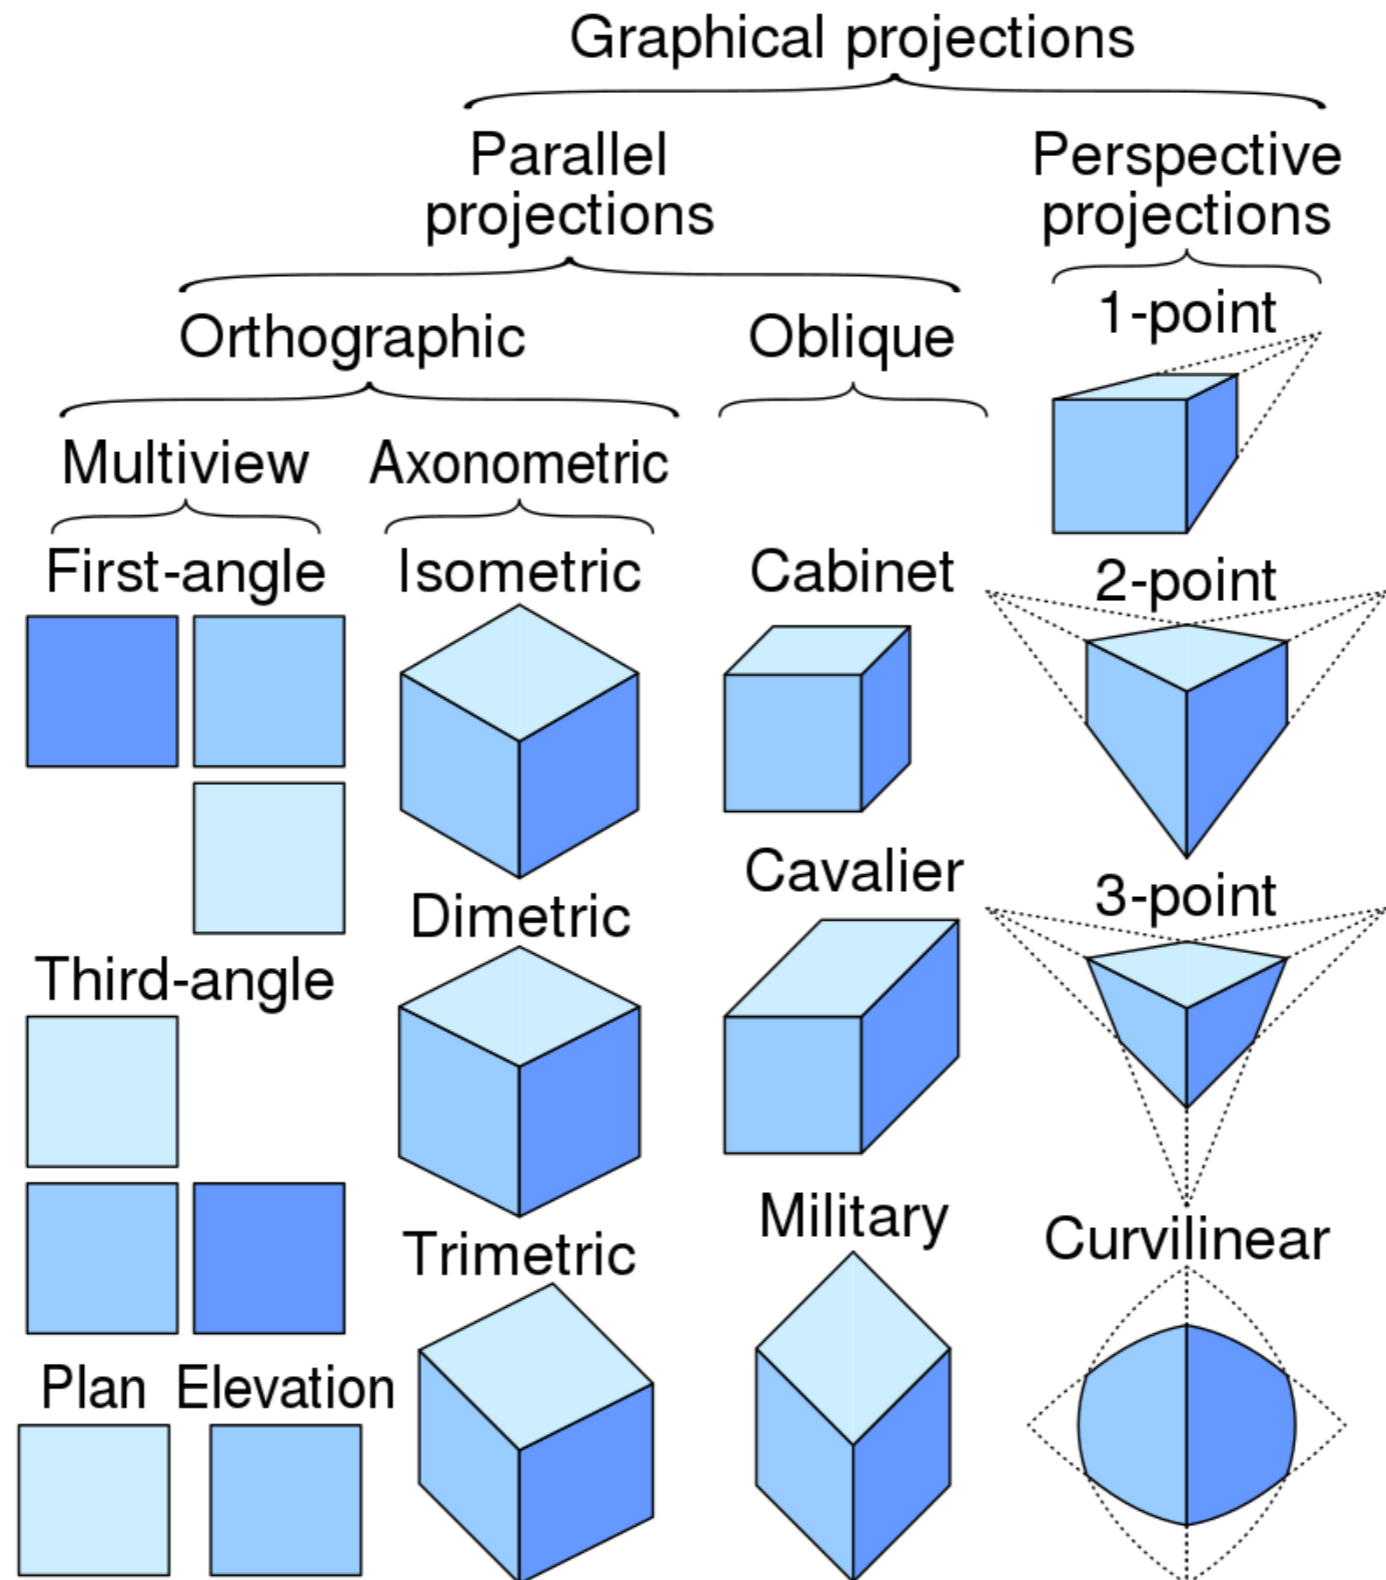 Graphical projections
Parallel
projections
Perspective
projections
Orthographic
Oblique
1-point
Multiview
Axonometric
First-angle
Isometric
Cabinet
2-point
Cavalier
3-point
Dimetric
Third-angle
Military
Curvilinear
Trimetric
Plan
Elevation